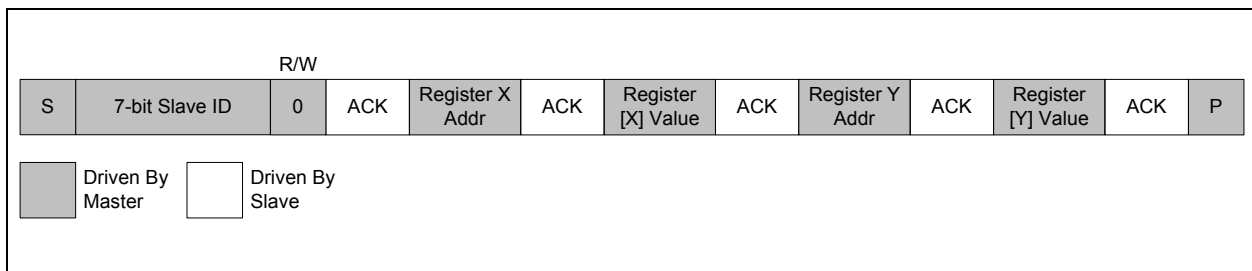 R/W
S 7-bit Slave ID 0 ACK Register X Addr ACK Register [X] Value ACK Register Y Addr ACK Register [Y] Value ACK P
Driven By Master
Driven By Slave